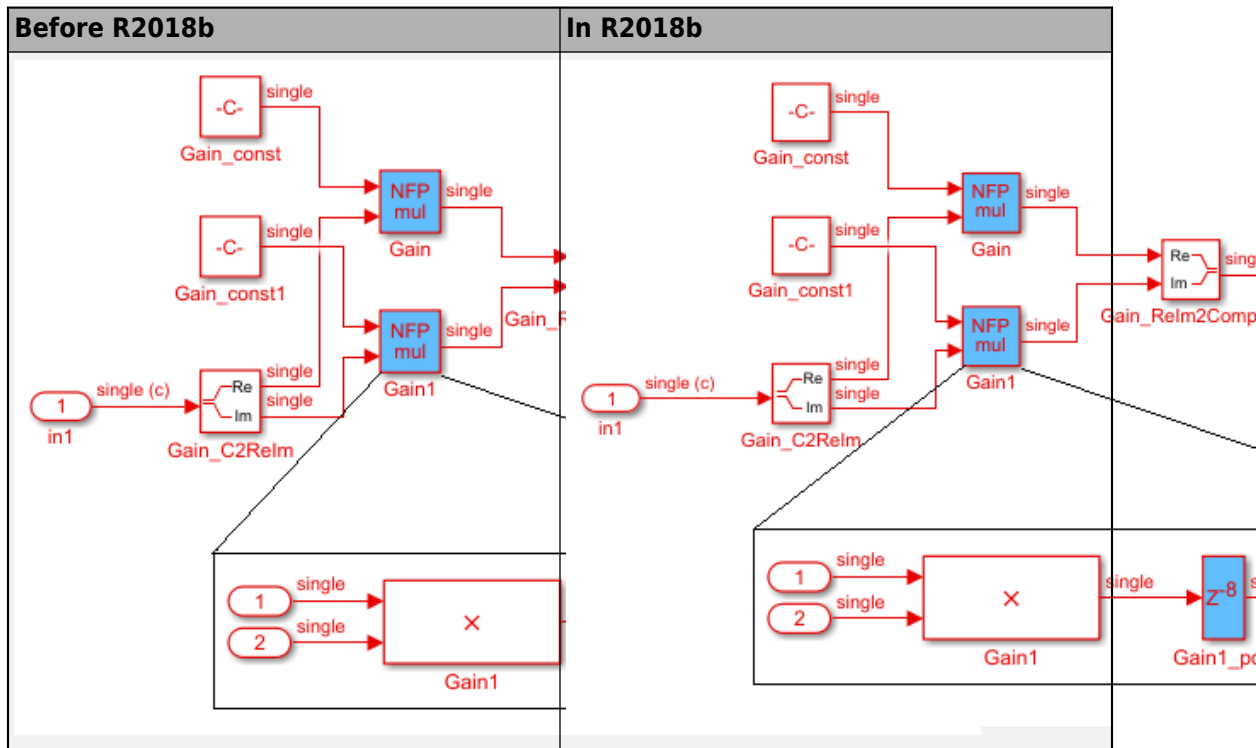 Before R2018b
single
-C-
Gain_const
NFP
mul
single
Gain
single
-C-
Gain_const1
NFP
mul
single
Gain1
1
single (c)
in1
Re
Im
single
single
Gain_C2ReIm
1
single
2
single
×
Gain1
In R2018b
single
-C-
Gain_const
NFP
mul
single
Gain
single
-C-
Gain_const1
NFP
mul
single
Gain1
Re
Im
Gain_ReIm2Comp
1
single (c)
in1
Re
Im
single
single
Gain_C2ReIm
1
single
2
single
×
single
Gain1
Z-8